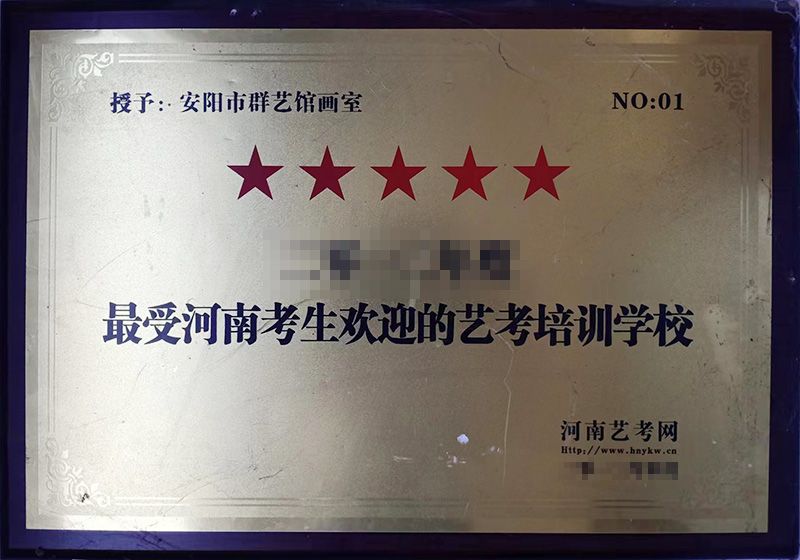 授予：安阳市群艺馆画室
NO:01
最受河南考生欢迎的艺考培训学校
河南艺考网
Http://www.hnykw.cn